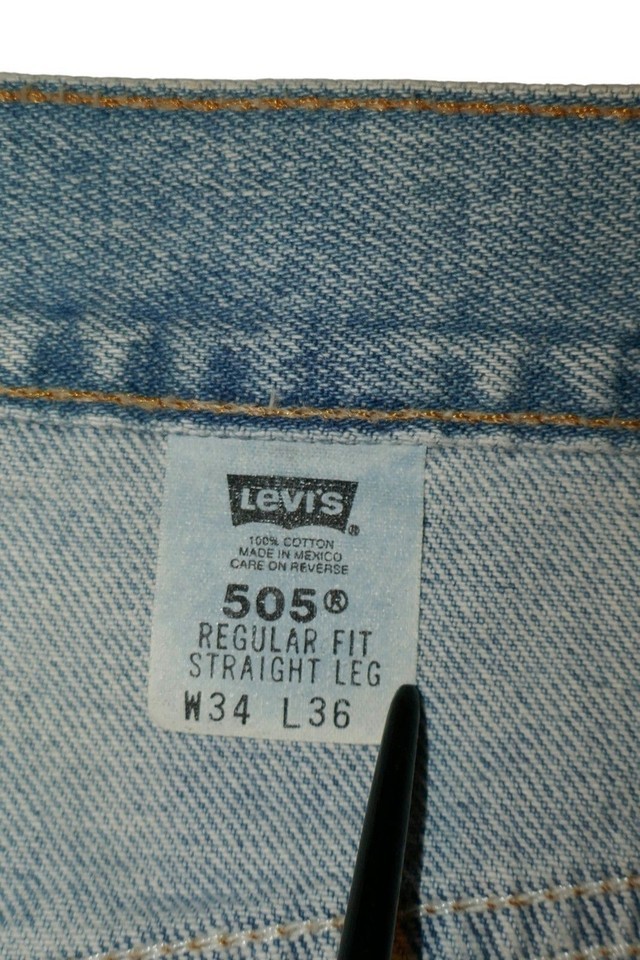 LEVI'S ®
100% COTTON
MADE IN MEXICO
CARE ON REVERSE
505®
REGULAR FIT
STRAIGHT LEG
W34 L36